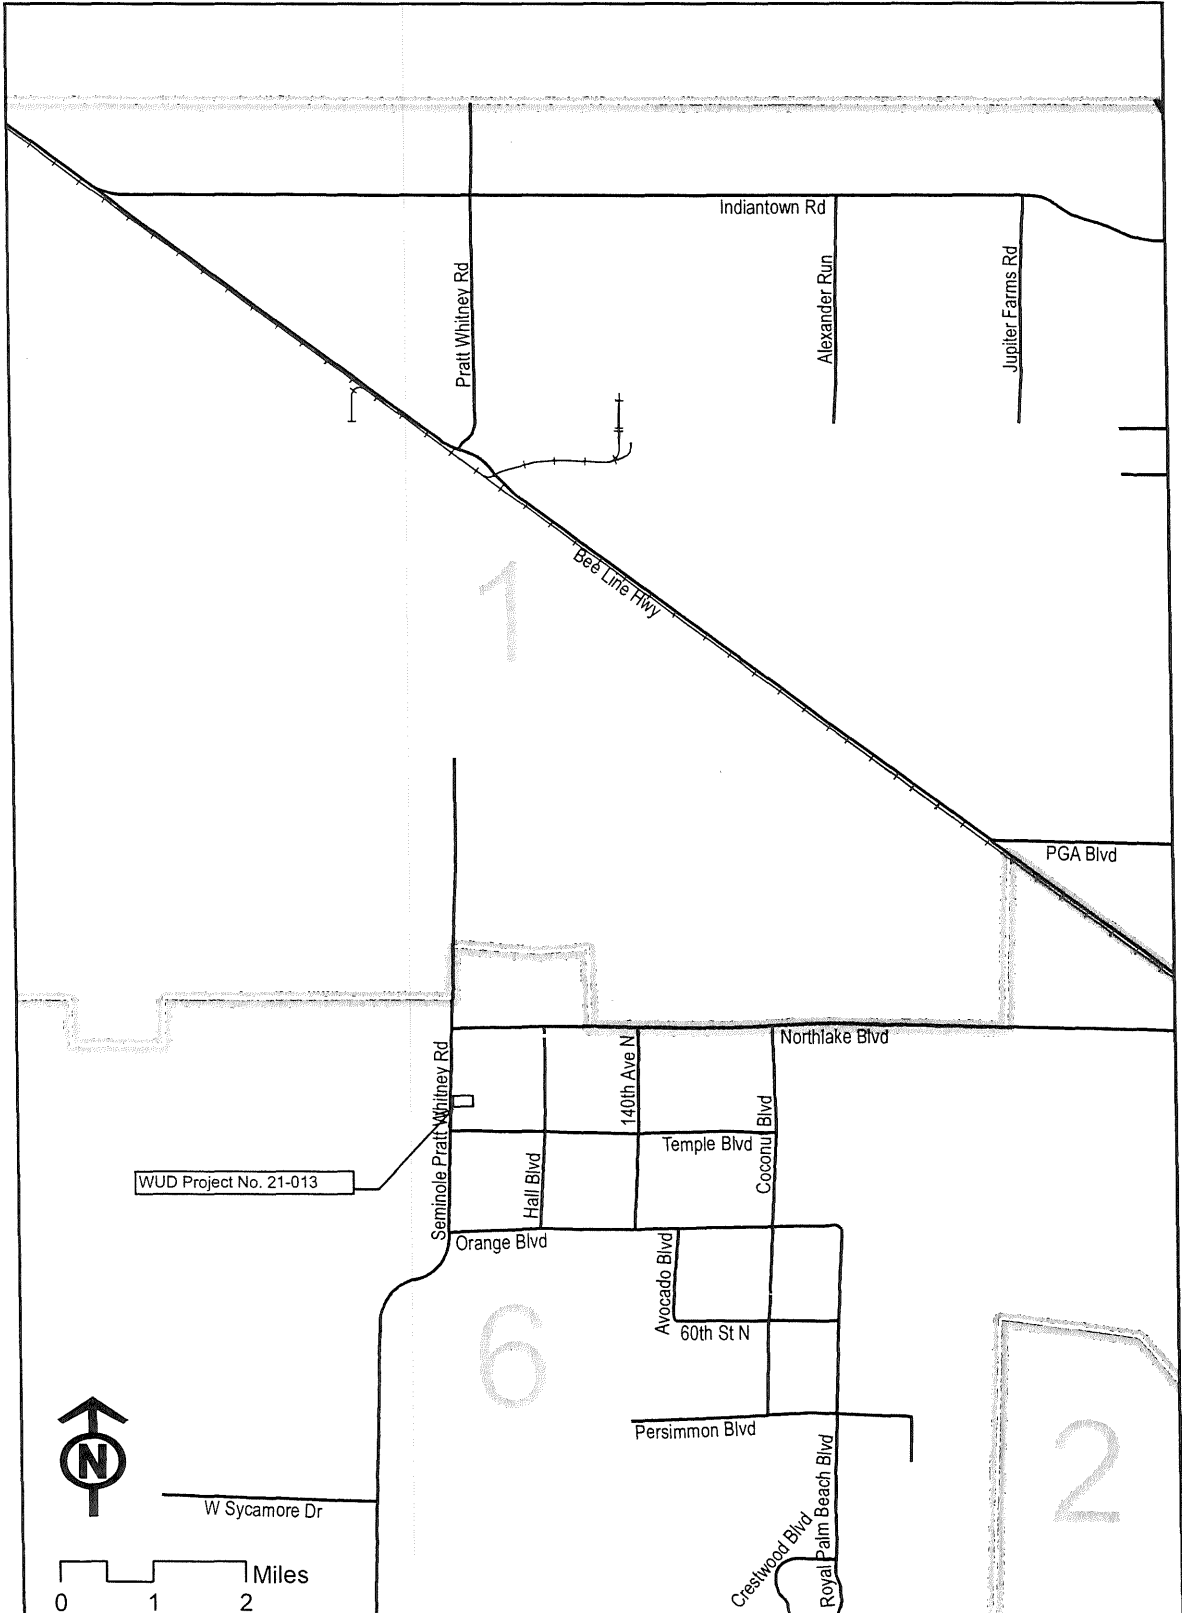 Indiantown Rd
Pratt Whitney Rd
Alexander Run
Jupiter Farms Rd
Bee Line Hwy
1
PGA Blvd
Northlake Blvd
Seminole Pratt Whitney Rd
140th Ave N
Coconut Blvd
Temple Blvd
Hall Blvd
WUD Project No. 21-013
Orange Blvd
Avocado Blvd
60th St N
6
Persimmon Blvd
2
N
Royal Palm Beach Blvd
W Sycamore Dr
Crestwood Blvd
Miles
0 1 2